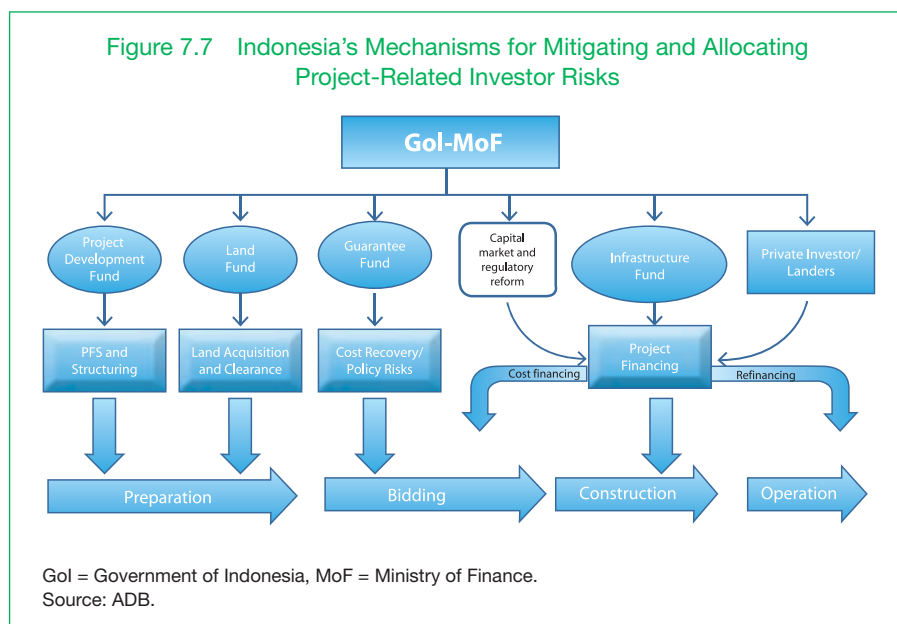 Figure 7.7 Indonesia's Mechanisms for Mitigating and Allocating
Project-Related Investor Risks
GoI-MoF
Project
Development
Fund
Land
Fund
Guarantee
Fund
Capital
market and
regulatory
reform
Infrastructure
Fund
Private Investor/
Landers
PFS and
Structuring
Land Acquisition
and Clearance
Cost Recovery/
Policy Risks
Project
Financing
Cost financing
Refinancing
Preparation
Bidding
Construction
Operation
GoI = Government of Indonesia, MoF = Ministry of Finance.
Source: ADB.